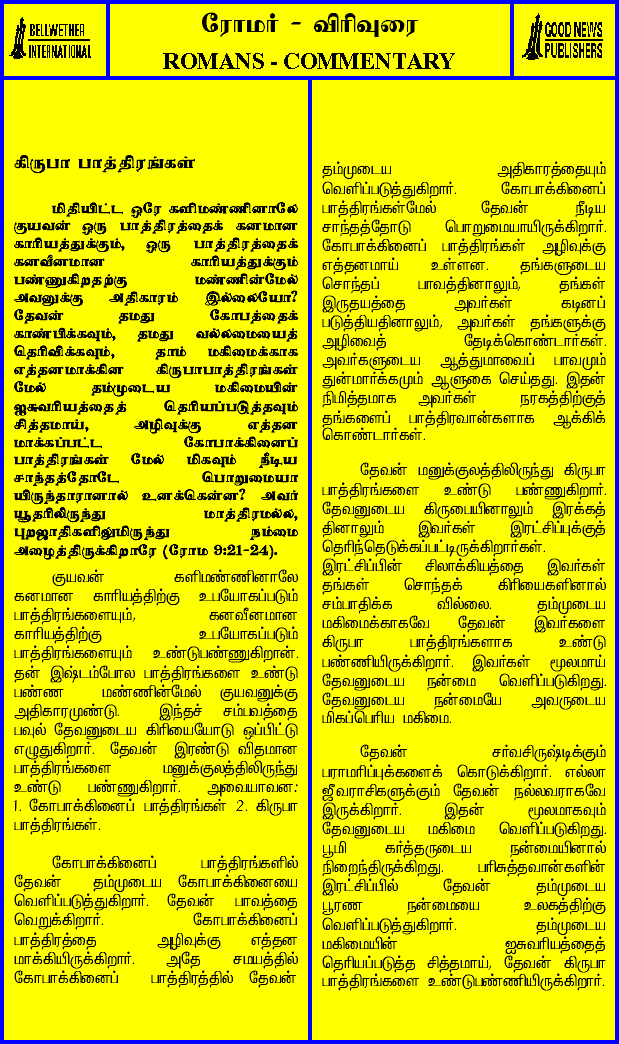 BELLWETHER
INTERNATIONAL
ரோமர் - விரிவுரை
ROMANS - COMMENTARY
GOOD NEWS
PUBLISHERS
கிருபா பாத்திரங்கள்
மிதியிட்ட ஒரே களிமண்ணினாலே
குயவன் ஒரு பாத்திரத்தைக் கனமான
காரியத்துக்கும், ஒரு பாத்திரத்தைக்
கனவீனமான காரியத்துக்கும்
பண்ணுகிறதற்கு மண்ணின்மேல்
அவனுக்கு அதிகாரம் இல்லையோ?
தேவன் தமது கோபத்தைக்
காண்பிக்கவும், தமது வல்லமையைத்
தெரிவிக்கவும், தாம் மகிமைக்காக
எத்தனமாக்கின கிருபாபாத்திரங்கள்
மேல் தம்முடைய மகிமையின்
ஐசுவரியத்தைத் தெரியப்படுத்தவும்
சித்தமாய், அழிவுக்கு எத்தன
மாக்கப்பட்ட கோபாக்கினைப்
பாத்திரங்கள் மேல் மிகவும் நீடிய
சாந்தத்தோடே பொறுமையா
யிருந்தாரானால் உனக்கென்ன? அவர்
யூதரிலிருந்து மாத்திரமல்ல,
புறஜாதிகளிலுமிருந்து நம்மை
அழைத்திருக்கிறாரே (ரோம 9:21-24).
குயவன் களிமண்ணினாலே
கனமான காரியத்திற்கு உபயோகப்படும்
பாத்திரங்களையும், கனவீனமான
காரியத்திற்கு உபயோகப்படும்
பாத்திரங்களையும் உண்டுபண்ணுகிறான்.
தன் இஷ்டம்போல பாத்திரங்களை உண்டு
பண்ண மண்ணின்மேல் குயவனுக்கு
அதிகாரமுண்டு. இந்தச் சம்பவத்தை
பவுல் தேவனுடைய கிரியையோடு ஒப்பிட்டு
எழுதுகிறார். தேவன் இரண்டு விதமான
பாத்திரங்களை மனுக்குலத்திலிருந்து
உண்டு பண்ணுகிறார். அவையாவன:
1. கோபாக்கினைப் பாத்திரங்கள் 2. கிருபா
பாத்திரங்கள்.
கோபாக்கினைப் பாத்திரங்களில்
தேவன் தம்முடைய கோபாக்கினையை
வெளிப்படுத்துகிறார். தேவன் பாவத்தை
வெறுக்கிறார். கோபாக்கினைப்
பாத்திரத்தை அழிவுக்கு எத்தன
மாக்கியிருக்கிறார். அதே சமயத்தில்
கோபாக்கினைப் பாத்திரத்தில் தேவன்
தம்முடைய அதிகாரத்தையும்
வெளிப்படுத்துகிறார். கோபாக்கினைப்
பாத்திரங்கள்மேல் தேவன் நீடிய
சாந்தத்தோடு பொறுமையாயிருக்கிறார்.
கோபாக்கினைப் பாத்திரங்கள் அழிவுக்கு
எத்தனமாய் உள்ளன. தங்களுடைய
சொந்தப் பாவத்தினாலும், தங்கள்
இருதயத்தை அவர்கள் கடினப்
படுத்தியதினாலும், அவர்கள் தங்களுக்கு
அழிவைத் தேடிக்கொண்டார்கள்.
அவர்களுடைய ஆத்துமாவைப் பாவமும்
துன்மார்க்கமும் ஆளுகை செய்தது. இதன்
நிமித்தமாக அவர்கள் நரகத்திற்குத்
தங்களைப் பாத்திரவான்களாக ஆக்கிக்
கொண்டார்கள்.
தேவன் மனுக்குலத்திலிருந்து கிருபா
பாத்திரங்களை உண்டு பண்ணுகிறார்.
தேவனுடைய கிருபையினாலும் இரக்கத்
தினாலும் இவர்கள் இரட்சிப்புக்குத்
தெரிந்தெடுக்கப்பட்டிருக்கிறார்கள்.
இரட்சிப்பின் சிலாக்கியத்தை இவர்கள்
தங்கள் சொந்தக் கிரியைகளினால்
சம்பாதிக்க வில்லை. தம்முடைய
மகிமைக்காகவே தேவன் இவர்களை
கிருபா பாத்திரங்களாக உண்டு
பண்ணியிருக்கிறார். இவர்கள் மூலமாய்
தேவனுடைய நன்மை வெளிப்படுகிறது.
தேவனுடைய நன்மையே அவருடைய
மிகப்பெரிய மகிமை.
தேவன் சர்வசிருஷ்டிக்கும்
பராமரிப்புக்களைக் கொடுக்கிறார். எல்லா
ஜீவராசிகளுக்கும் தேவன் நல்லவராகவே
இருக்கிறார். இதன் மூலமாகவும்
தேவனுடைய மகிமை வெளிப்படுகிறது.
பூமி கர்த்தருடைய நன்மையினால்
நிறைந்திருக்கிறது. பரிசுத்தவான்களின்
இரட்சிப்பில் தேவன் தம்முடைய
பூரண நன்மையை உலகத்திற்கு
வெளிப்படுத்துகிறார். தம்முடைய
மகிமையின் ஐசுவரியத்தைத்
தெரியப்படுத்த சித்தமாய், தேவன் கிருபா
பாத்திரங்களை உண்டுபண்ணியிருக்கிறார்.